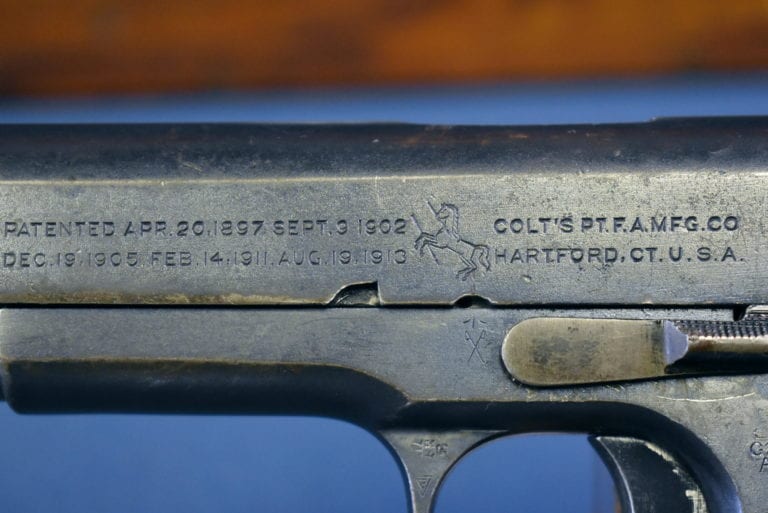 PATENTED APR.20.1897 SEPT.3 1902
DEC.19.1905. FEB.14.1911. AUG.19.1913
COLT'S PT.F.A.MFG.CO
HARTFORD.CT.U.S.A.